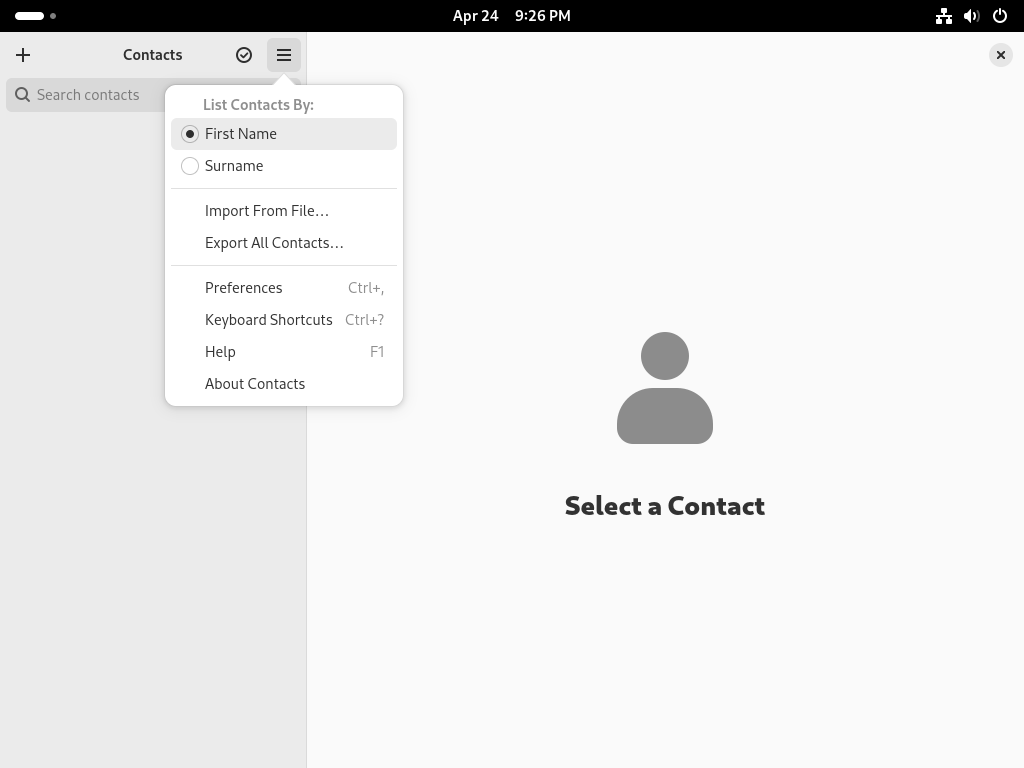 Apr 24 9:26 PM
Contacts
Search contacts
List Contacts By:
First Name
Surname
Import From File…
Export All Contacts…
Preferences Ctrl+,
Keyboard Shortcuts Ctrl+?
Help F1
About Contacts
Select a Contact